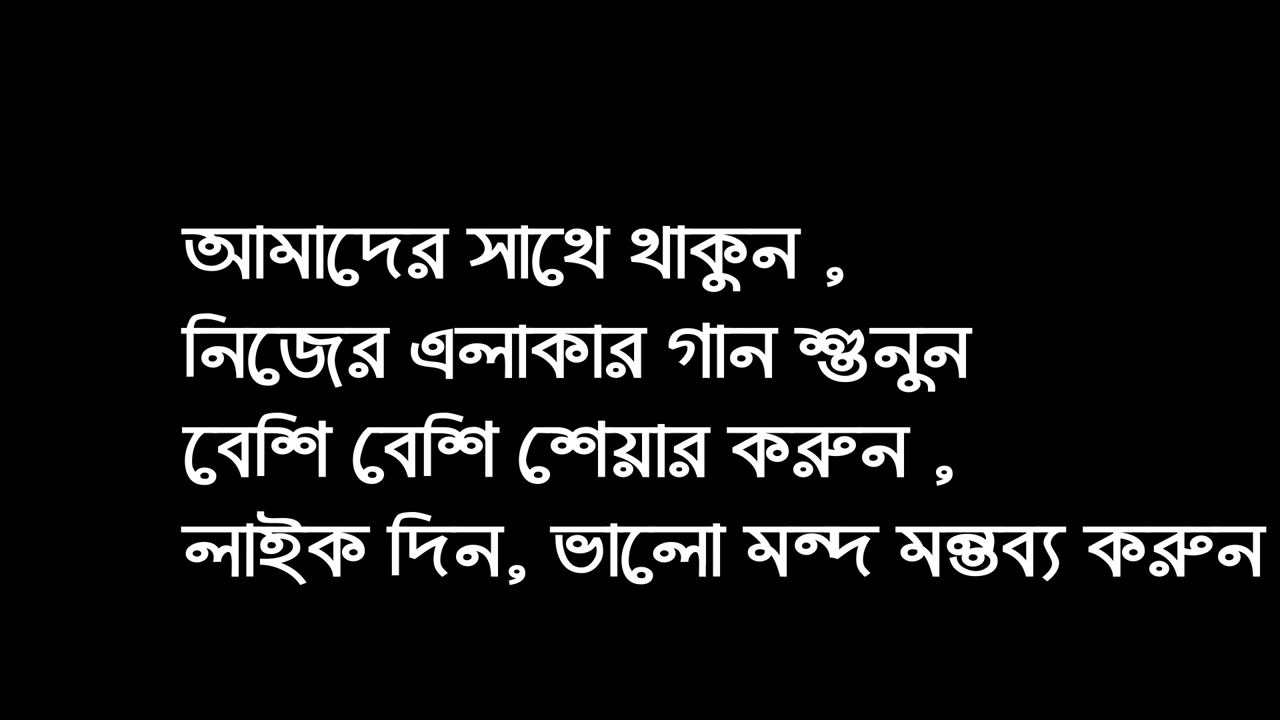 আমাদের সাথে থাকুন ,
নিজের এলাকার গান শুনুন
বেশি বেশি শেয়ার করুন ,
লাইক দিন, ভালো মন্দ মন্তব্য করুন